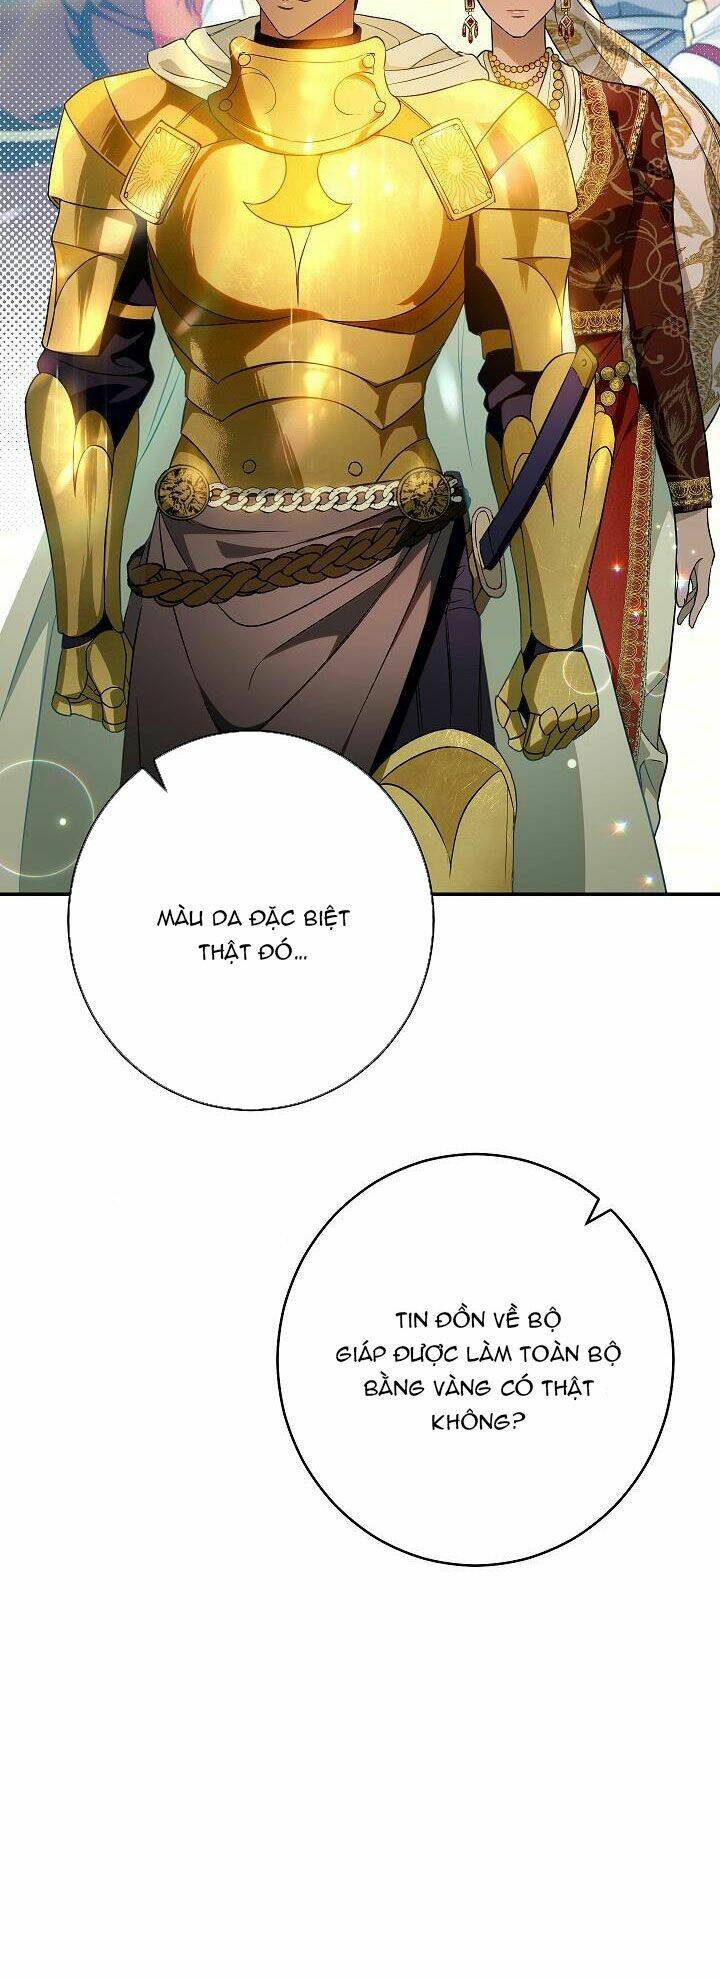 MÀU DA ĐẶC BIỆT
THẬT ĐÓ...
TIN ĐỒN VỀ BỘ
GIÁP ĐƯỢC LÀM TOÀN BỘ
BẰNG VÀNG CÓ THẬT
KHÔNG?